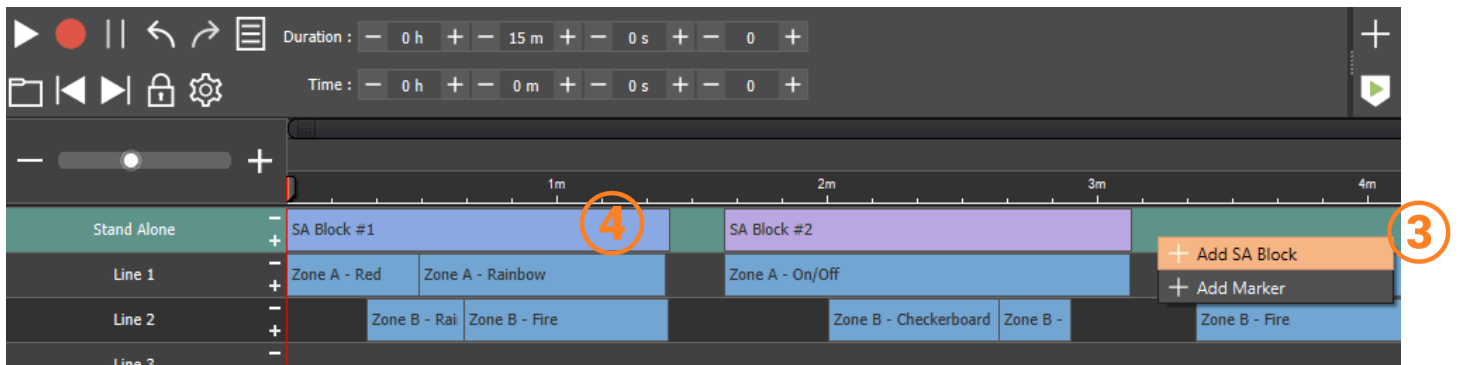 Duration : 0 h 15 m 0 s 0
Time : 0 h 0 m 0 s 0
1m 2m 3m 4m
Stand Alone SA Block #1 4 SA Block #2 3
Add SA Block
Line 1 Zone A - Red Zone A - Rainbow Zone A - On/Off
Add Marker
Line 2 Zone B - Rai Zone B - Fire Zone B - Checkerboard Zone B - Zone B - Fire
Line 3